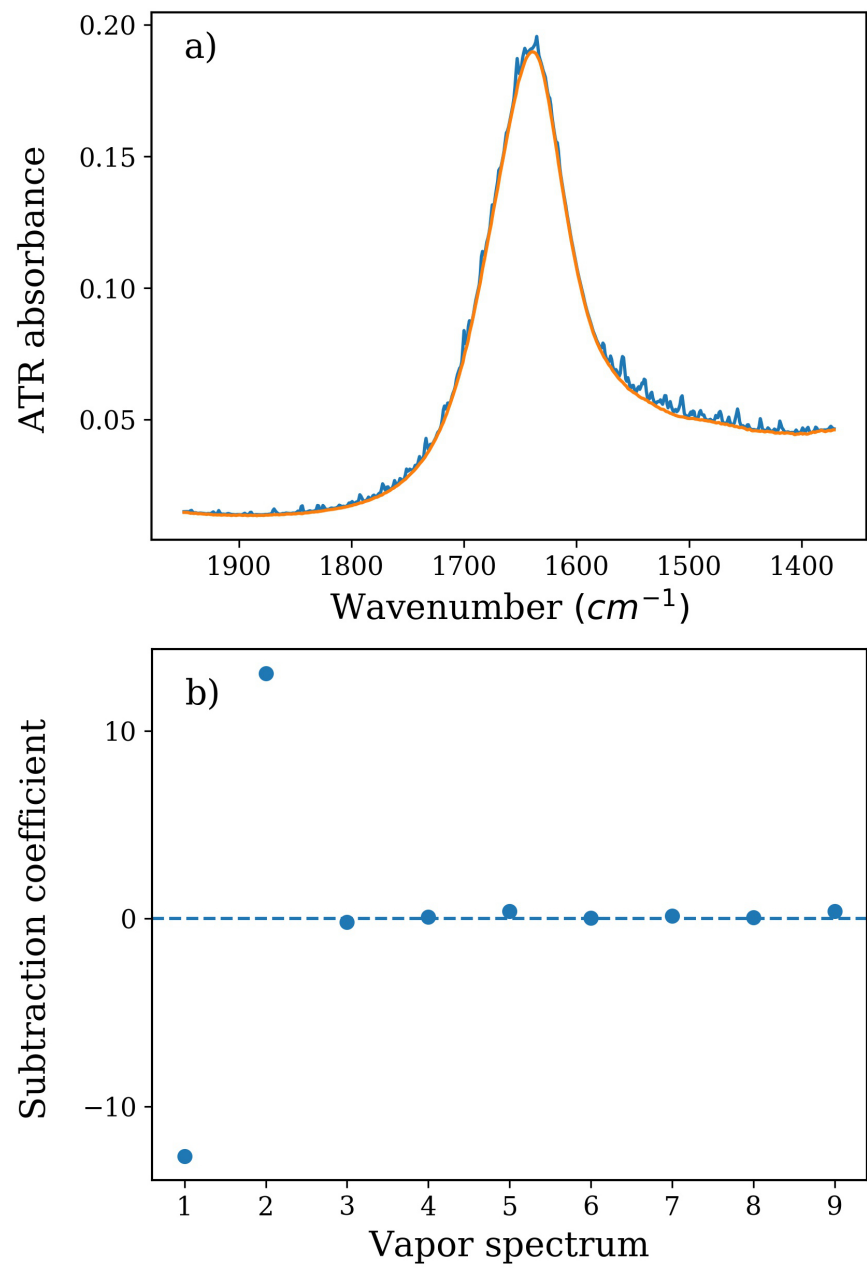 a)
0.20
0.15
0.10
0.05
ATR absorbance
1900 1800 1700 1600 1500 1400
Wavenumber (cm⁻¹)
b)
10
0
−10
Subtraction coefficient
1 2 3 4 5 6 7 8 9
Vapor spectrum